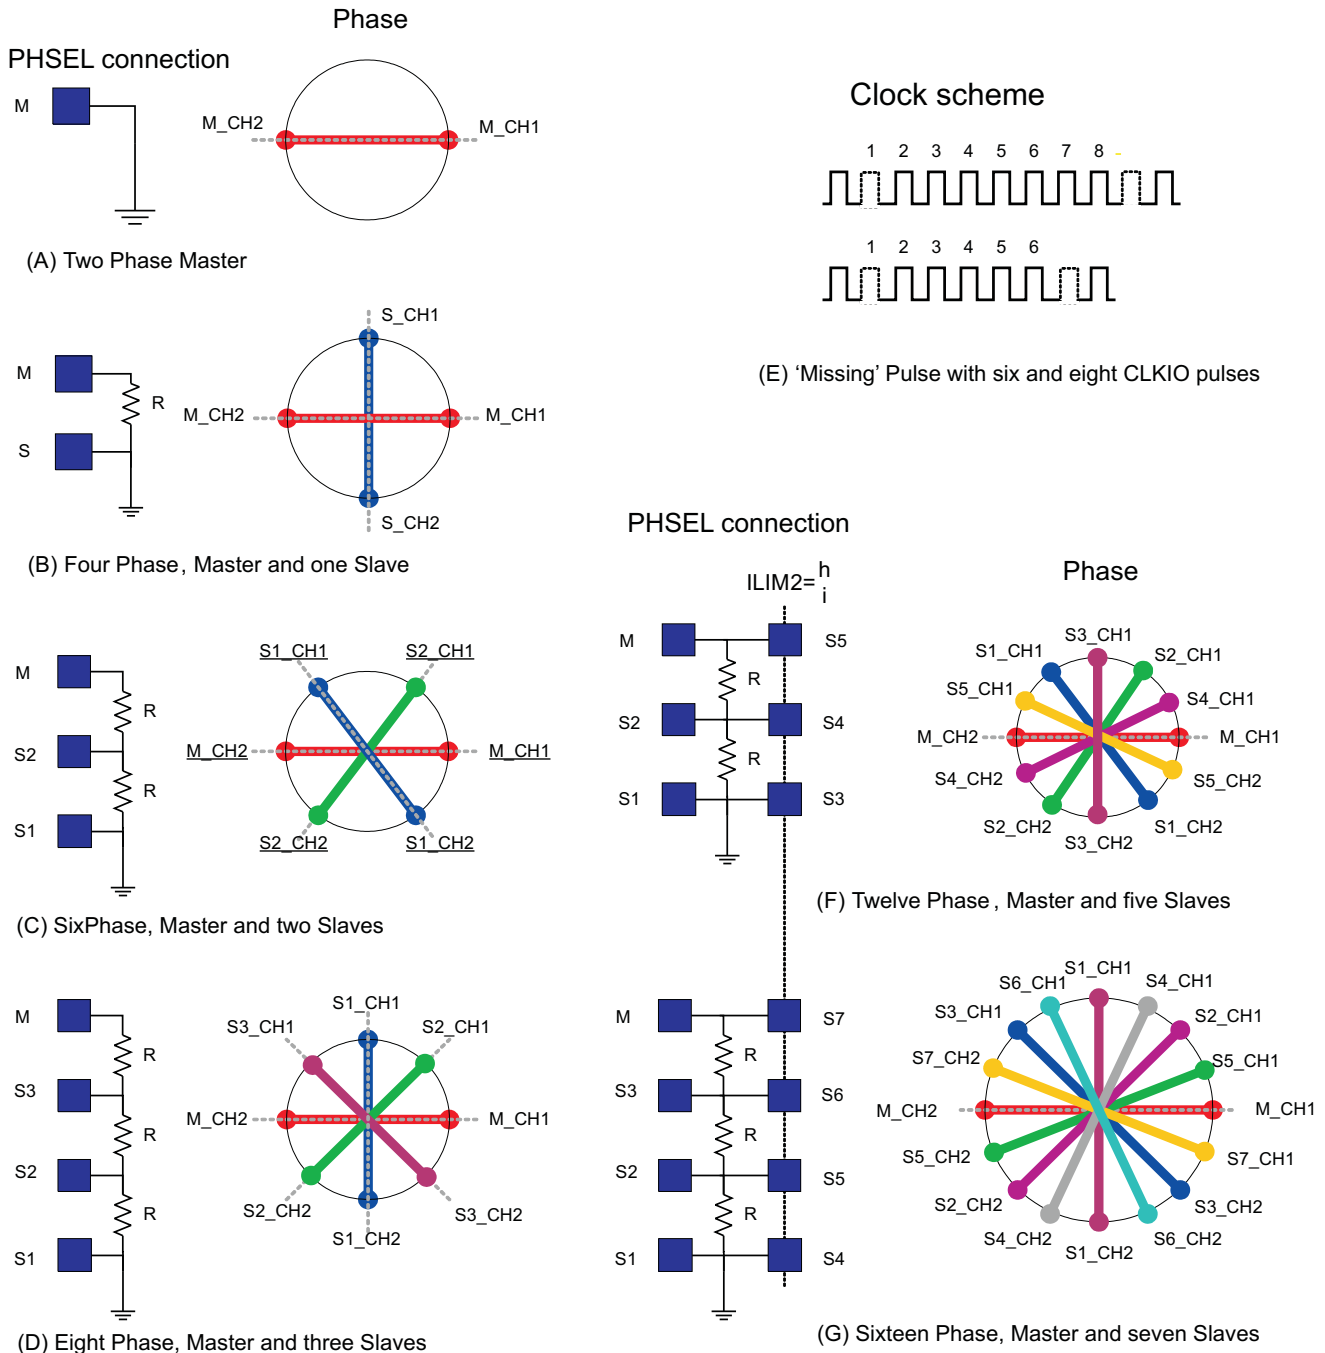 Phase
PHSEL connection
M
M_CH2
M_CH1
(A) Two Phase Master
Clock scheme
1 2 3 4 5 6 7 8 -
1 2 3 4 5 6
(E) ‘Missing’ Pulse with six and eight CLKIO pulses
S_CH1
M
R
M_CH2
M_CH1
S
S_CH2
(B) Four Phase, Master and one Slave
S1_CH1
S2_CH1
M
R
S2
M_CH2
M_CH1
R
S1
S2_CH2
S1_CH2
(C) SixPhase, Master and two Slaves
S1_CH1
S3_CH1
S2_CH1
M
R
S3
M_CH2
M_CH1
R
S2
R
S2_CH2
S3_CH2
S1_CH2
S1
(D) Eight Phase, Master and three Slaves
PHSEL connection
ILIM2= h
i
Phase
M
S5
R
S2
S4
R
S1
S3
S3_CH1
S1_CH1
S2_CH1
S5_CH1
S4_CH1
M_CH2
M_CH1
S4_CH2
S5_CH2
S2_CH2
S1_CH2
S3_CH2
(F) Twelve Phase, Master and five Slaves
M
S7
R
S3
S6
R
S2
S5
R
S1
S4
S1_CH1
S6_CH1
S4_CH1
S3_CH1
S2_CH1
S7_CH2
S5_CH1
M_CH2
M_CH1
S5_CH2
S7_CH1
S2_CH2
S3_CH2
S4_CH2
S6_CH2
S1_CH2
(G) Sixteen Phase, Master and seven Slaves